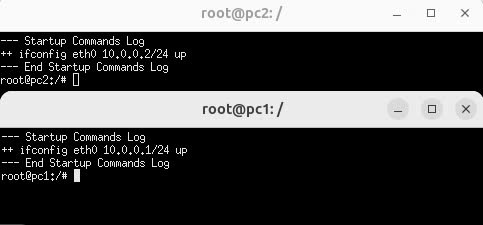 root@pc2: /
--- Startup Commands Log
++ ifconfig eth0 10.0.0.2/24 up
--- End Startup Commands Log
root@pc2:/#
root@pc1: /
--- Startup Commands Log
++ ifconfig eth0 10.0.0.1/24 up
--- End Startup Commands Log
root@pc1:/#